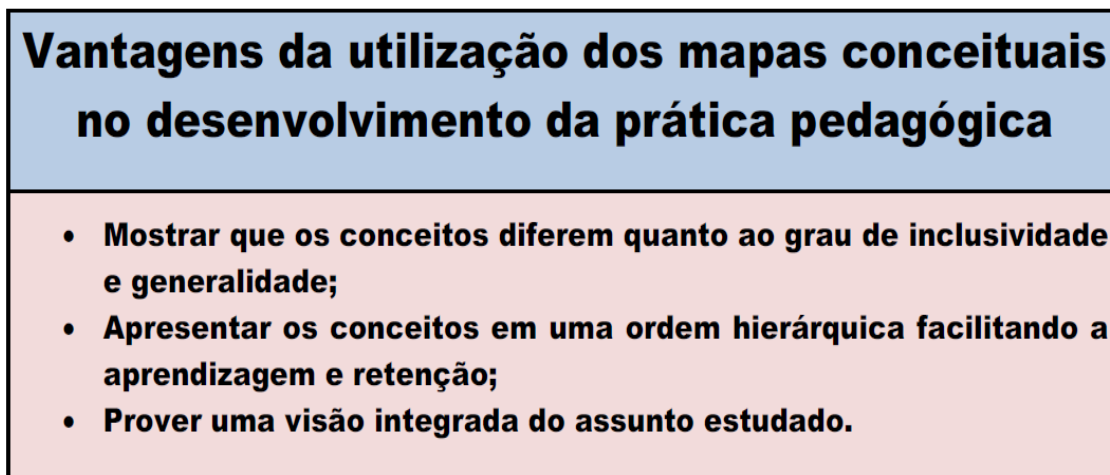 Vantagens da utilização dos mapas conceituais
no desenvolvimento da prática pedagógica
• Mostrar que os conceitos diferem quanto ao grau de inclusividade
e generalidade;
• Apresentar os conceitos em uma ordem hierárquica facilitando a
aprendizagem e retenção;
• Prover uma visão integrada do assunto estudado.